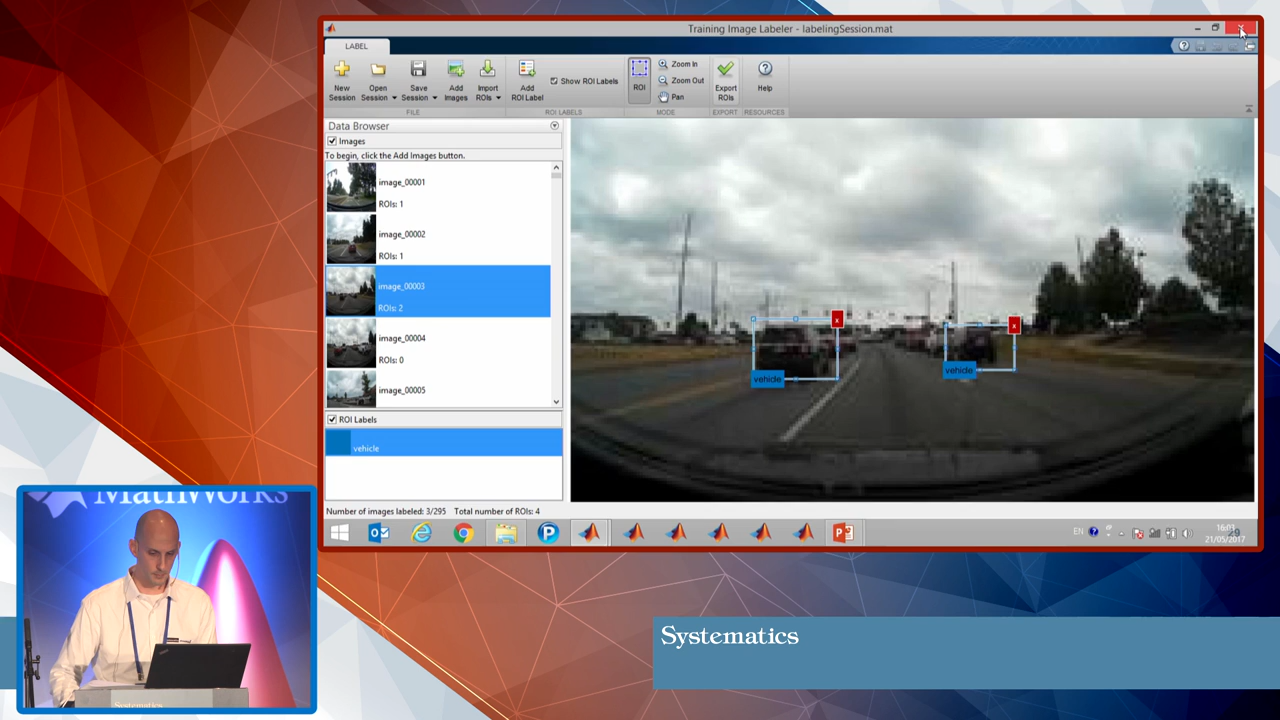 Training Image Labeler - labelingSession.mat
LABEL
New Session
Open Session
Save Session
Add Images
Import ROIs
Add ROI Label
Show ROI Labels
ROI
Zoom In
Zoom Out
Pan
Export ROIs
Help
FILE
ROI LABELS
MODE
EXPORT
RESOURCES
Data Browser
Images
To begin, click the Add Images button.
image_00001
ROIs: 1
image_00002
ROIs: 1
image_00003
ROIs: 2
image_00004
ROIs: 0
image_00005
ROI Labels
vehicle
vehicle
vehicle
Number of images labeled: 3/295 Total number of ROIs: 4
EN
16:01
21/05/2017
MathWorks
Systematics
Systematics